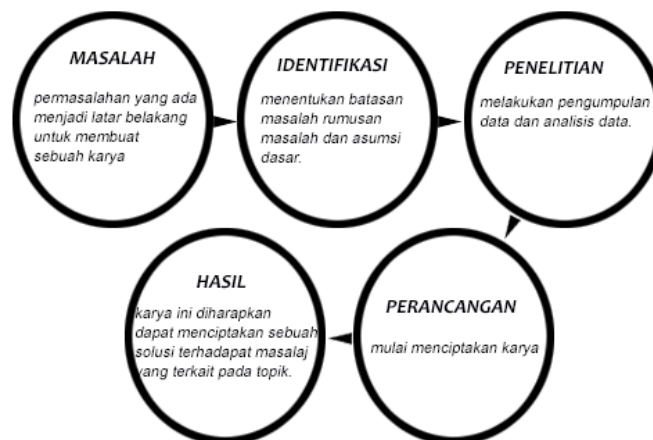 MASALAH
permasalahan yang ada
menjadi latar belakang
untuk membuat
sebuah karya
IDENTIFIKASI
menentukan batasan
masalah rumusan
masalah dan asumsi
dasar.
PENELITIAN
melakukan pengumpulan
data dan analisis data.
HASIL
karya ini diharapkan
dapat menciptakan sebuah
solusi terhadapat masalaj
yang terkait pada topik.
PERANCANGAN
mulai menciptakan karya